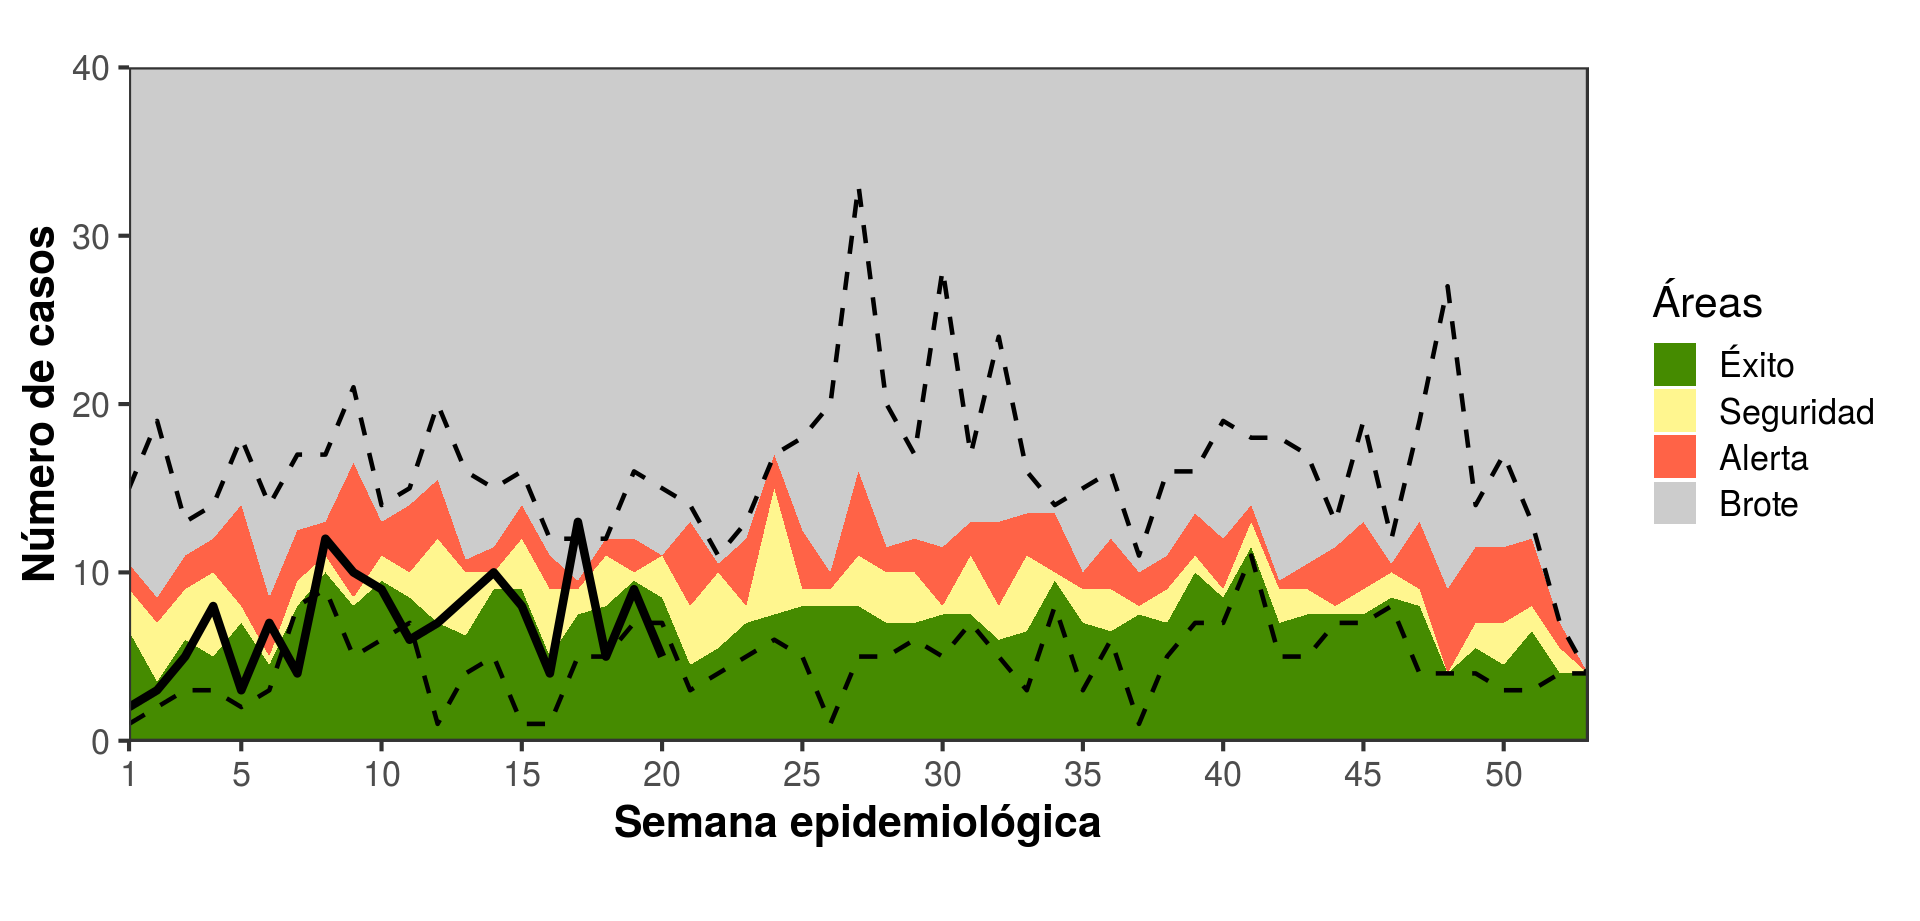 Número de casos
40
30
20
10
0
1 5 10 15 20 25 30 35 40 45 50
Semana epidemiológica
Áreas
Éxito
Seguridad
Alerta
Brote